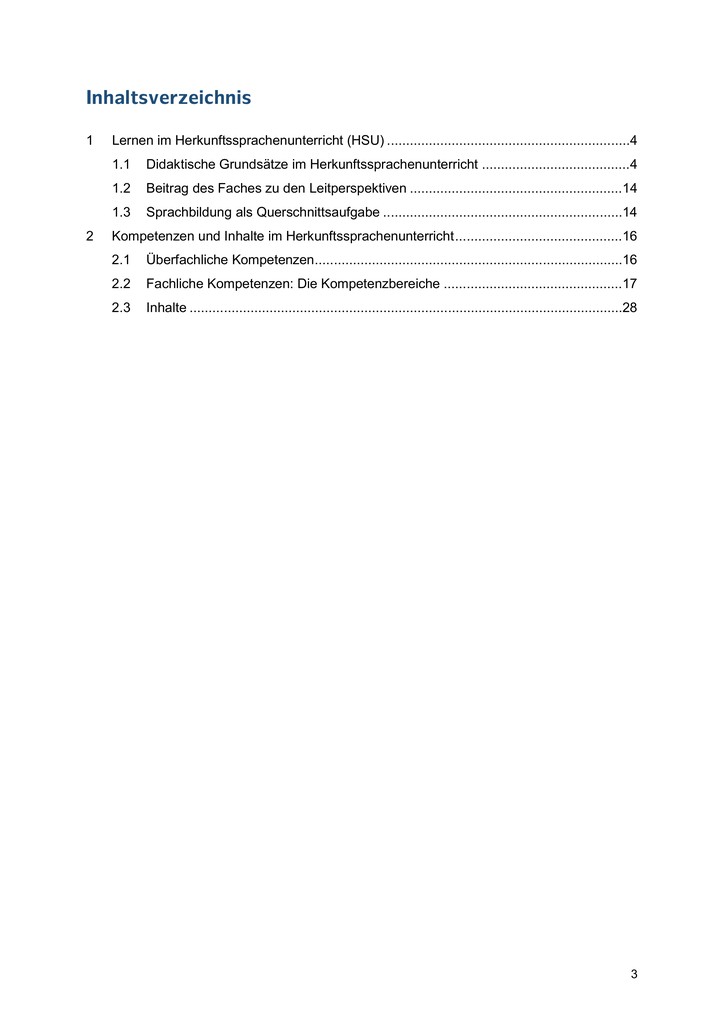 Inhaltsverzeichnis
1 Lernen im Herkunftssprachenunterricht (HSU) ................................................................4
1.1 Didaktische Grundsätze im Herkunftssprachenunterricht .......................................4
1.2 Beitrag des Faches zu den Leitperspektiven ........................................................14
1.3 Sprachbildung als Querschnittsaufgabe ...............................................................14
2 Kompetenzen und Inhalte im Herkunftssprachenunterricht............................................16
2.1 Überfachliche Kompetenzen.................................................................................16
2.2 Fachliche Kompetenzen: Die Kompetenzbereiche ...............................................17
2.3 Inhalte ..................................................................................................................28
3